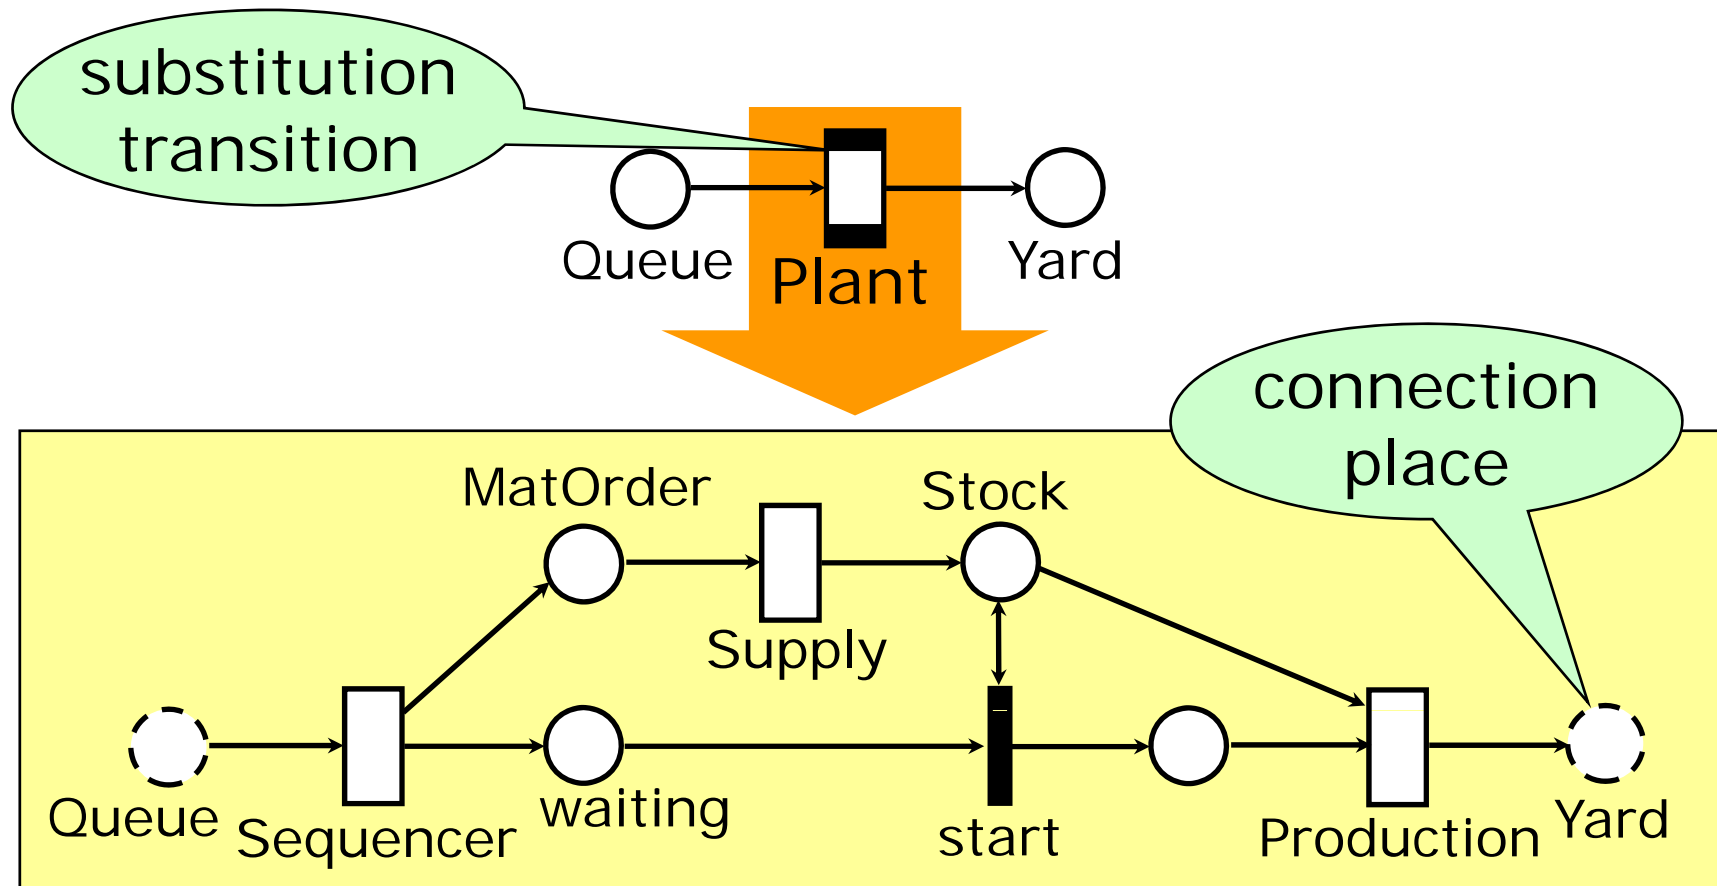 substitution
transition
Queue
Plant
Yard
connection
place
MatOrder
Stock
Supply
Queue
Sequencer
waiting
start
Production
Yard